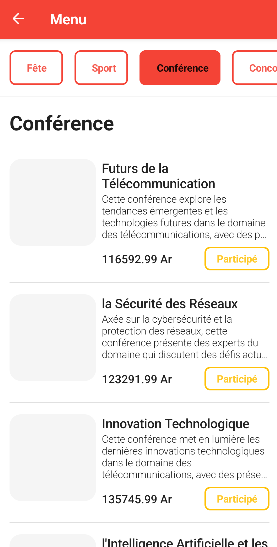 Menu
Fête Sport Conférence Conco
Conférence
Futurs de la
Télécommunication
Cette conférence explore les
tendances émergentes et les
technologies futures dans le domaine
des télécommunications, avec des p...
116592.99 Ar Participé
la Sécurité des Réseaux
Axée sur la cybersécurité et la
protection des réseaux, cette
conférence présente des experts du
domaine qui discutent des défis actu...
123291.99 Ar Participé
Innovation Technologique
Cette conférence met en lumière les
dernières innovations technologiques
dans le domaine des
télécommunications, avec des prése...
135745.99 Ar Participé
l'Intelligence Artificielle et les